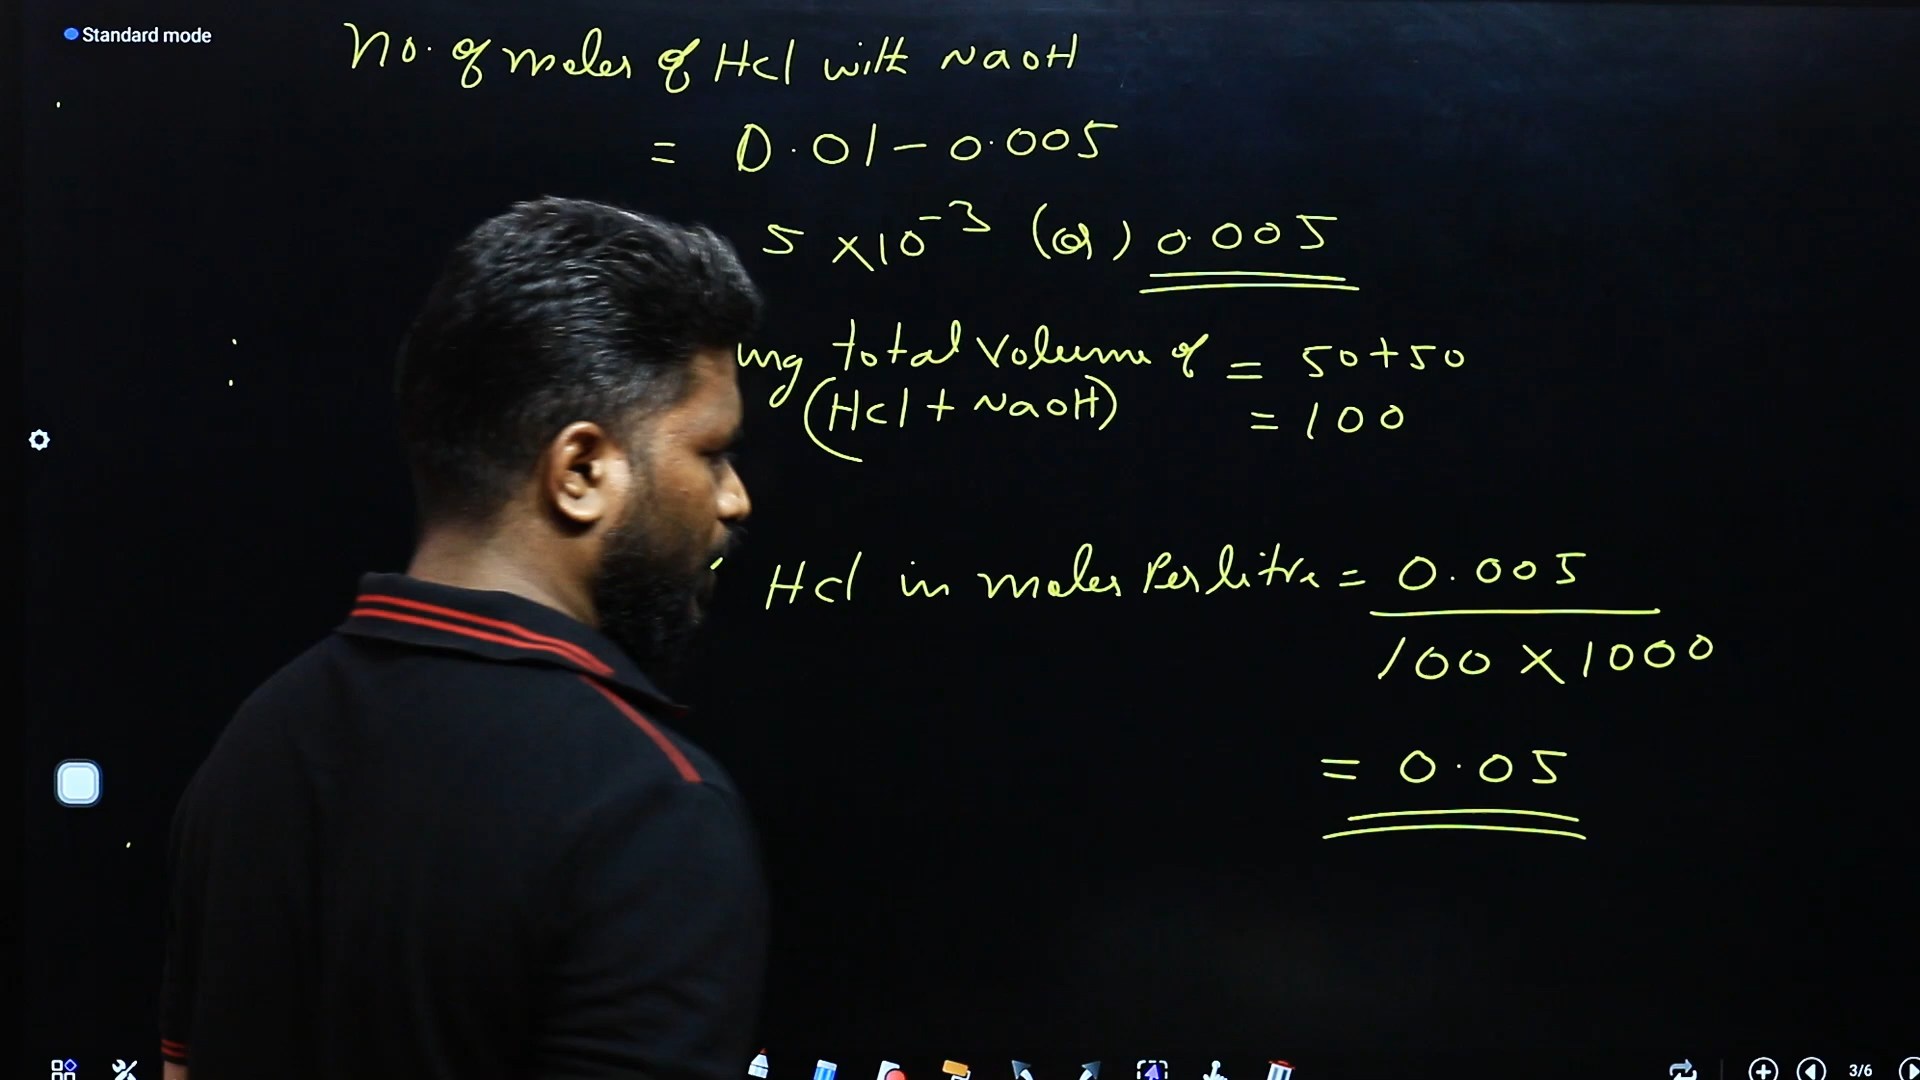 Standard mode
No. of moles of HCl with NaOH
= 0.01 - 0.005
5 × 10⁻³ (or) 0.005
ing total volume of = 50+50
(HCl + NaOH) = 100
HCl in moles per litre = 0.005
100 × 1000
= 0.05
3/6